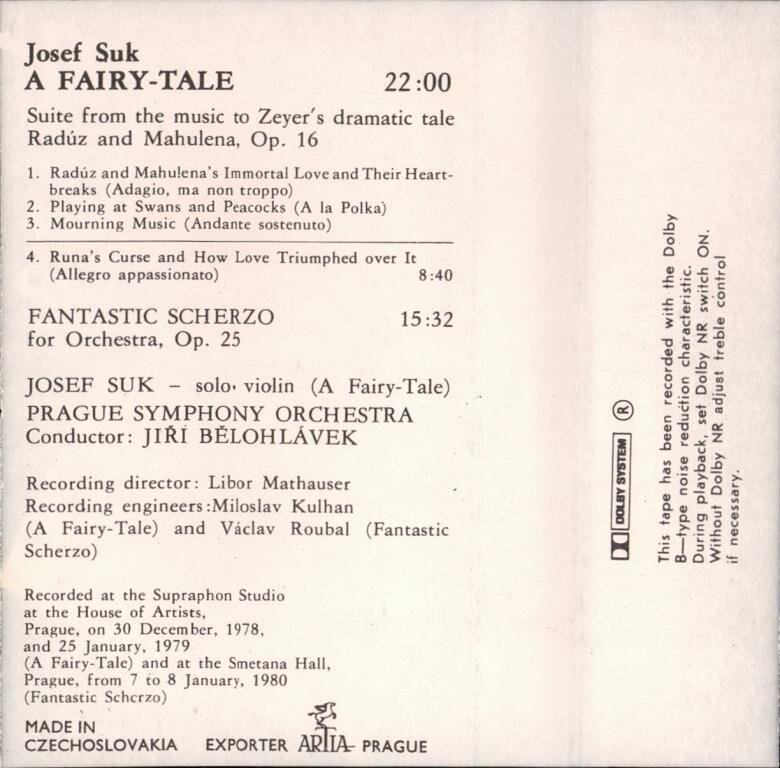 Josef Suk
A FAIRY-TALE 22:00
Suite from the music to Zeyer's dramatic tale
Radúz and Mahulena, Op. 16
1. Radúz and Mahulena's Immortal Love and Their Heart-
breaks (Adagio, ma non troppo)
2. Playing at Swans and Peacocks (A la Polka)
3. Mourning Music (Andante sostenuto)
4. Runa's Curse and How Love Triumphed over It
(Allegro appassionato) 8:40
FANTASTIC SCHERZO 15:32
for Orchestra, Op. 25
JOSEF SUK – solo violin (A Fairy-Tale)
PRAGUE SYMPHONY ORCHESTRA
Conductor: JIŘÍ BĚLOHLÁVEK
Recording director: Libor Mathauser
Recording engineers: Miloslav Kulhan
(A Fairy-Tale) and Václav Roubal (Fantastic
Scherzo)
Recorded at the Supraphon Studio
at the House of Artists,
Prague, on 30 December, 1978,
and 25 January, 1979
(A Fairy-Tale) and at the Smetana Hall,
Prague, from 7 to 8 January, 1980
(Fantastic Scherzo)
MADE IN
CZECHOSLOVAKIA EXPORTER ARTIA PRAGUE
DOLBY SYSTEM ®
This tape has been recorded with the Dolby
B—type noise reduction characteristic.
During playback, set Dolby NR switch ON.
Without Dolby NR adjust treble control
if necessary.